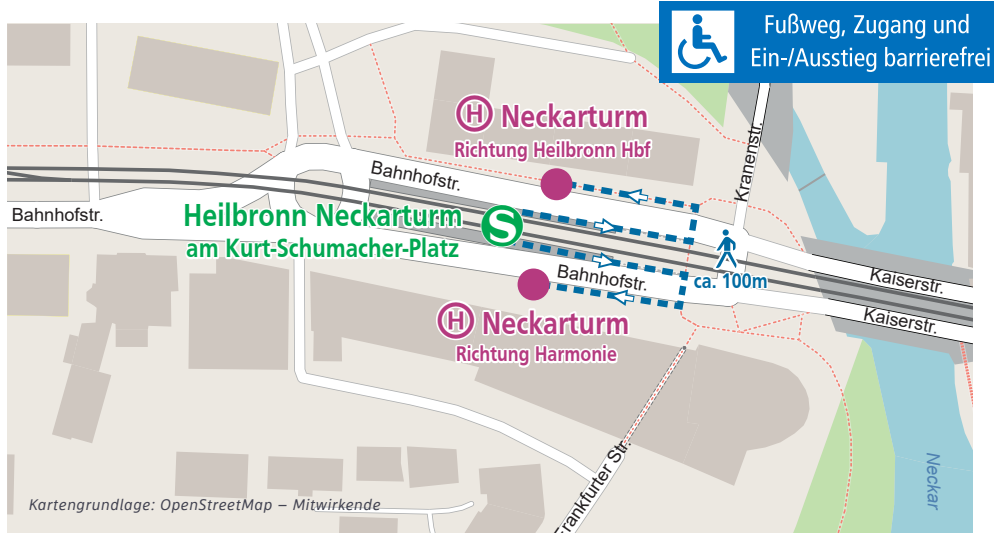 Fußweg, Zugang und
Ein-/Ausstieg barrierefrei
H Neckarturm
Richtung Heilbronn Hbf
Kranenstr.
Bahnhofstr.
Bahnhofstr.
Heilbronn Neckarturm
am Kurt-Schumacher-Platz
S
ca. 100m
Bahnhofstr.
Kaiserstr.
Kaiserstr.
H Neckarturm
Richtung Harmonie
Frankfurter Str.
Neckar
Kartengrundlage: OpenStreetMap – Mitwirkende